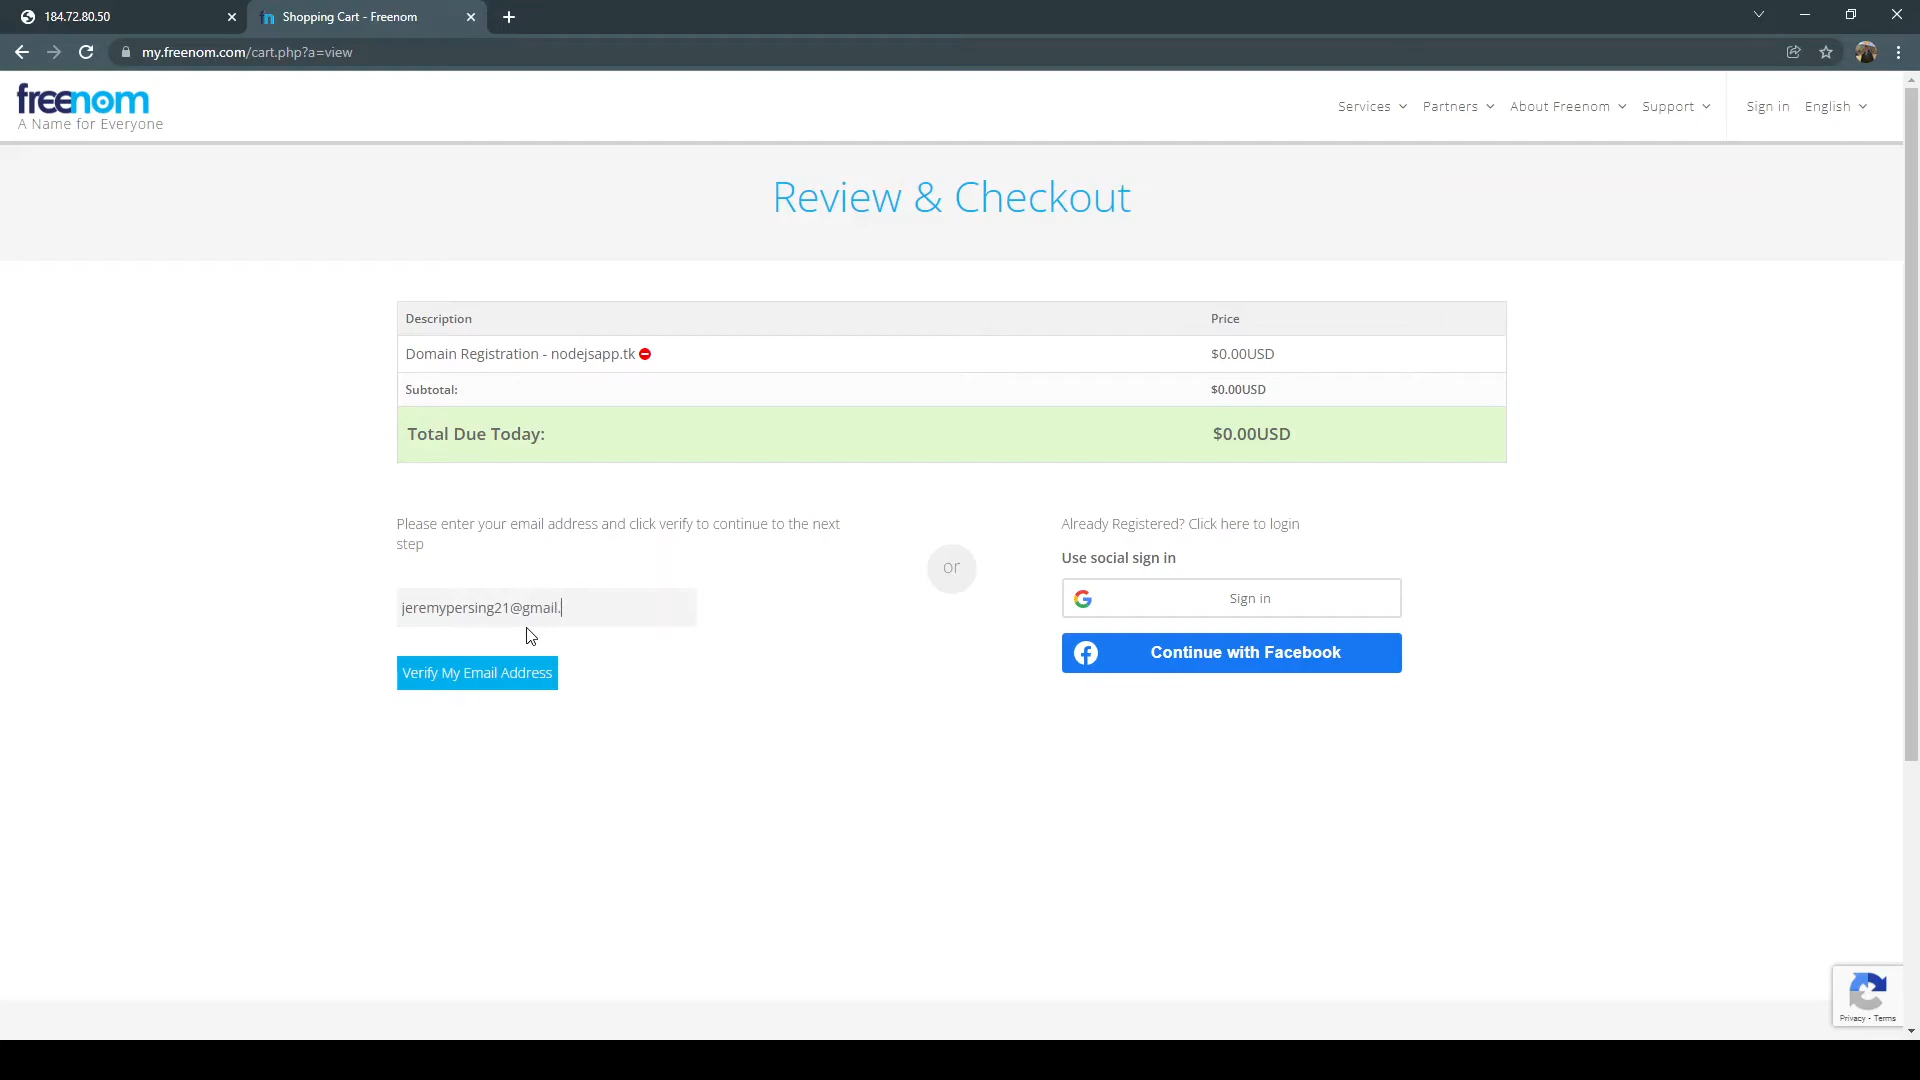 184.72.80.50
Shopping Cart - Freenom
my.freenom.com/cart.php?a=view
freenom
A Name for Everyone
Services
Partners
About Freenom
Support
Sign in
English
Review & Checkout
Description Price
Domain Registration - nodejsapp.tk $0.00USD
Subtotal: $0.00USD
Total Due Today: $0.00USD
Please enter your email address and click verify to continue to the next
step
jeremypersing21@gmail.
Verify My Email Address
or
Already Registered? Click here to login
Use social sign in
Sign in
Continue with Facebook
Privacy - Terms